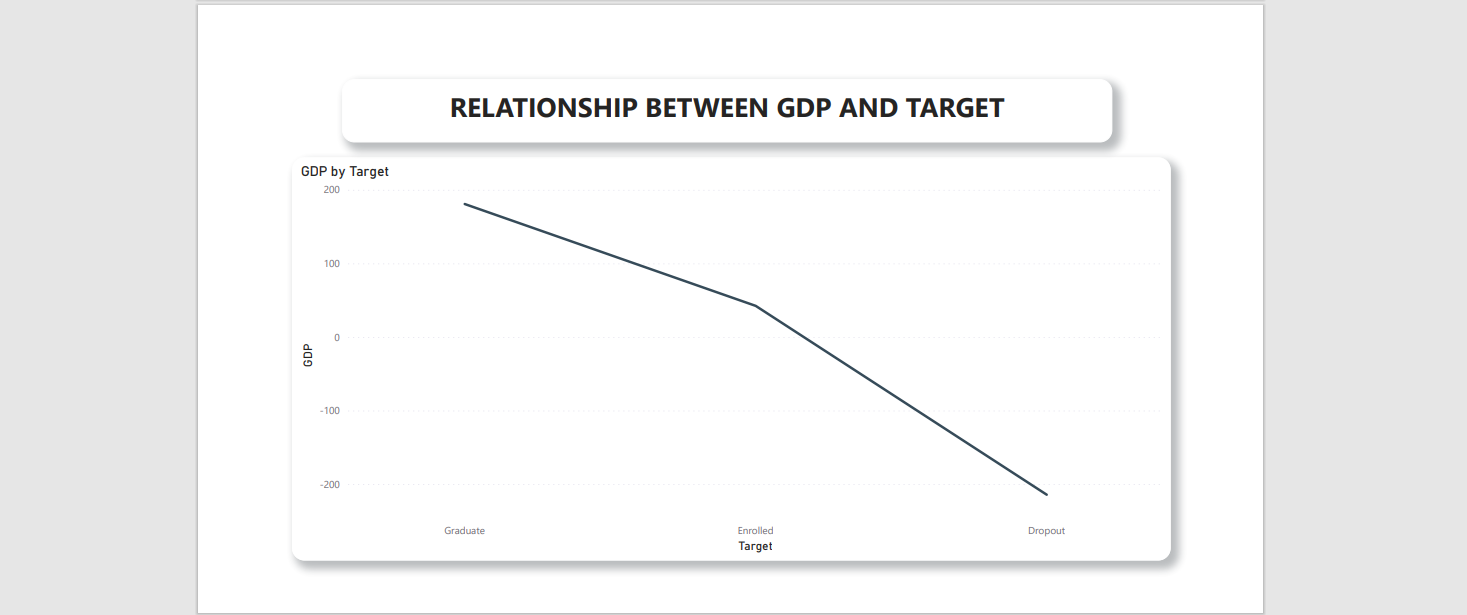 RELATIONSHIP BETWEEN GDP AND TARGET
GDP by Target
200
100
0
-100
-200
GDP
Graduate
Enrolled
Dropout
Target